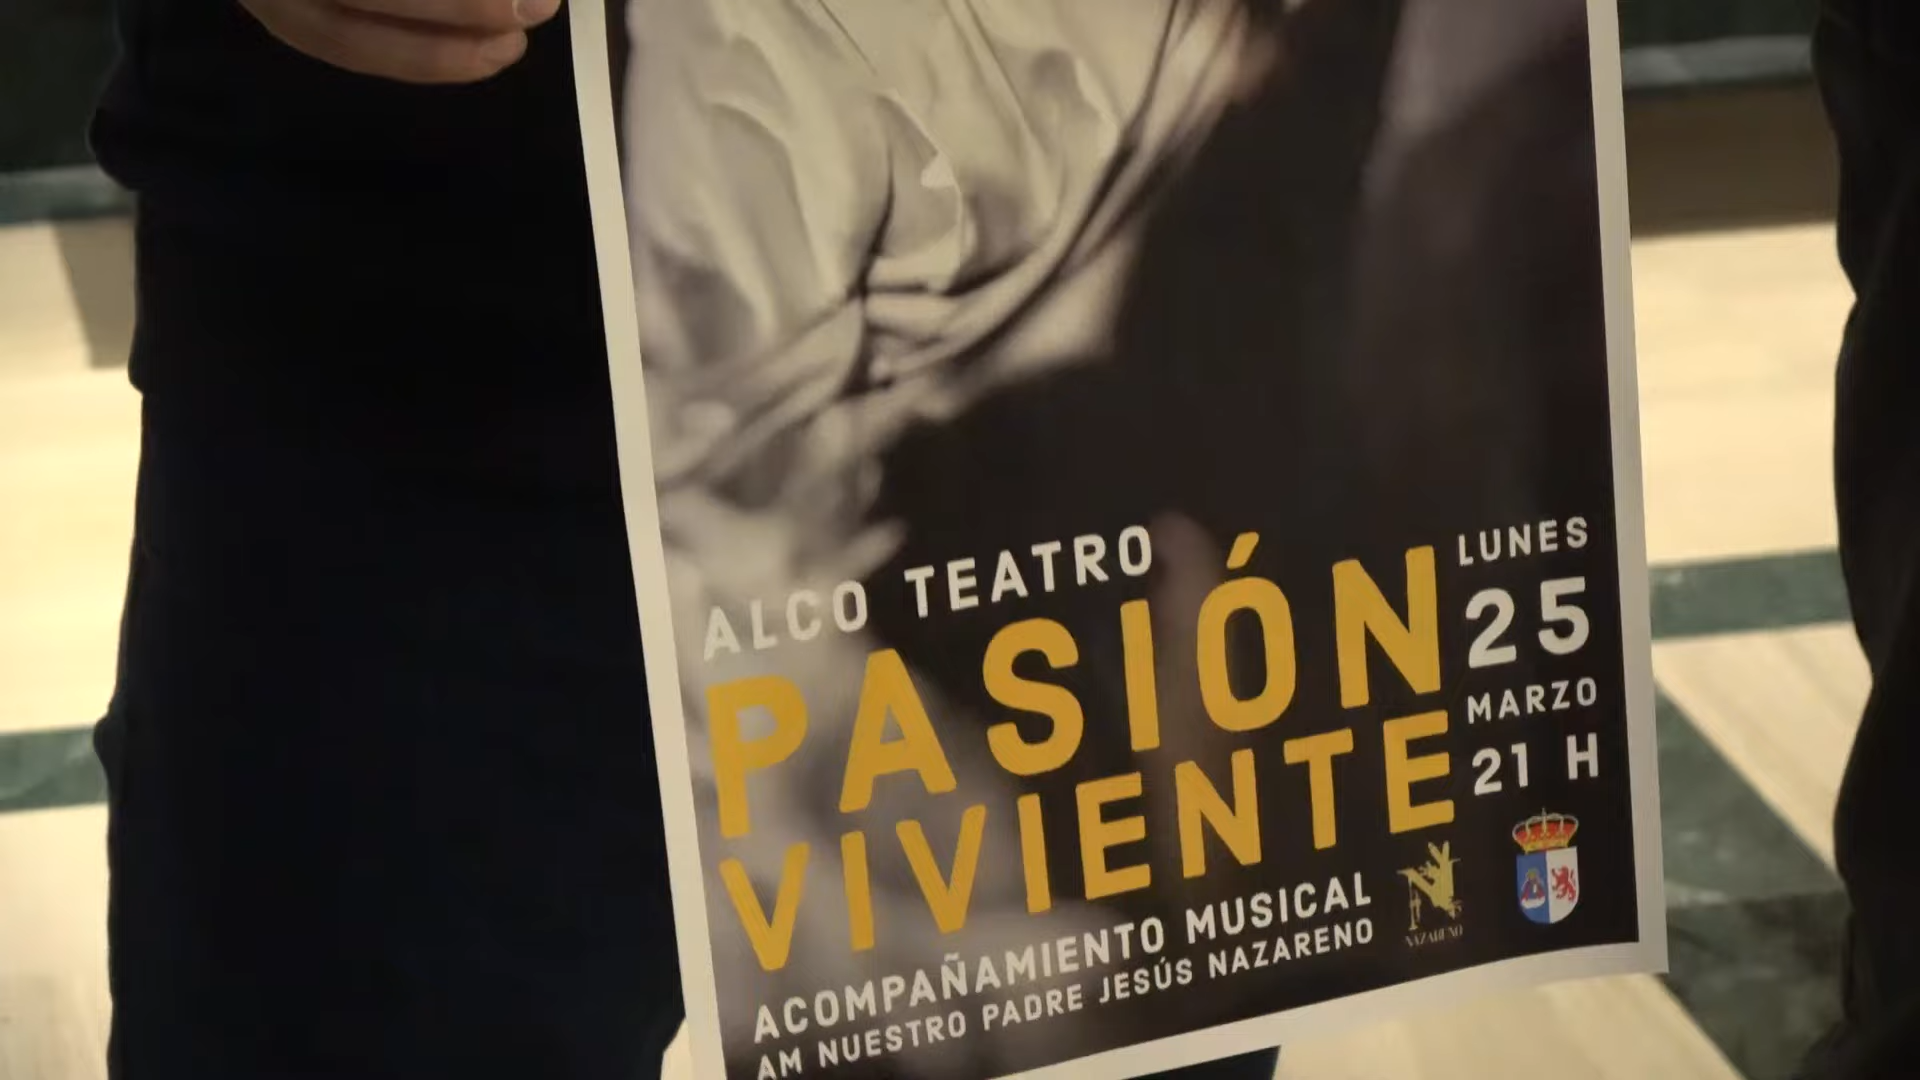 ALCO TEATRO
PASIÓN
VIVIENTE
LUNES
25
MARZO
21 H
ACOMPAÑAMIENTO MUSICAL
AM NUESTRO PADRE JESÚS NAZARENO
NAZARENO